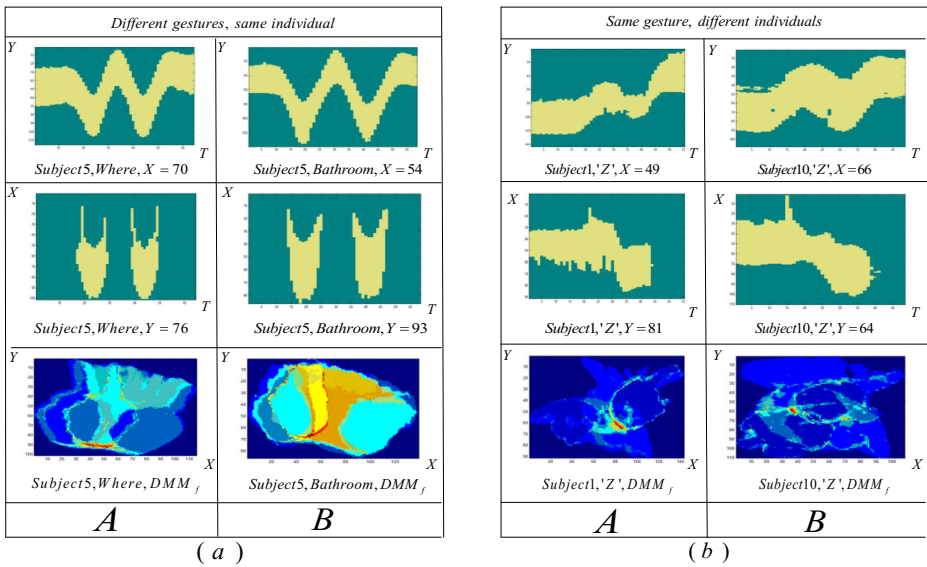 Different gestures, same individual
Y
T
Subject5, Where, X = 70
Y
T
Subject5, Bathroom, X = 54
X
T
Subject5, Where, Y = 76
X
T
Subject5, Bathroom, Y = 93
Y
X
Subject5, Where, DMM_f
Y
X
Subject5, Bathroom, DMM_f
A
B
(a)
Same gesture, different individuals
Y
T
Subject1,'Z', X = 49
Y
T
Subject10,'Z', X = 66
X
T
Subject1,'Z', Y = 81
X
T
Subject10,'Z', Y = 64
Y
X
Subject1,'Z', DMM_f
Y
X
Subject10,'Z', DMM_f
A
B
(b)